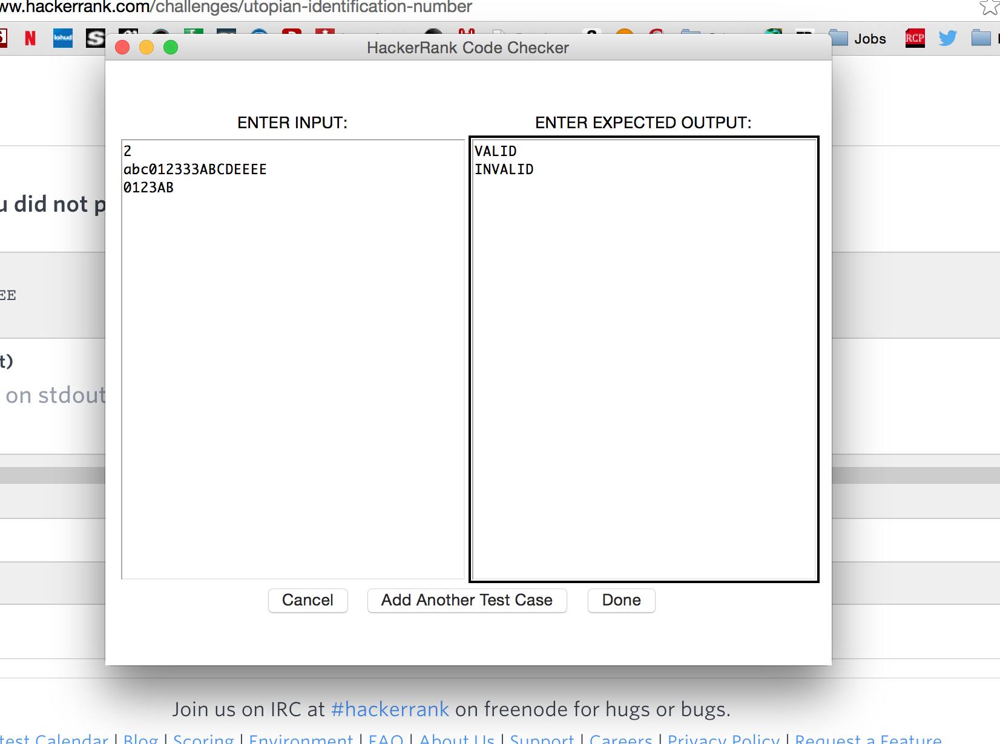 ww.hackerrank.com/challenges/utopian-identification-number
N
lohud
S
Jobs
RCP
HackerRank Code Checker
ENTER INPUT:
ENTER EXPECTED OUTPUT:
2
abc012333ABCDEEEE
0123AB
VALID
INVALID
u did not p
EE
t)
on stdout
Cancel
Add Another Test Case
Done
Join us on IRC at #hackerrank on freenode for hugs or bugs.
test Calendar | Blog | Scoring | Environment | FAQ | About Us | Support | Careers | Privacy Policy | Request a Feature